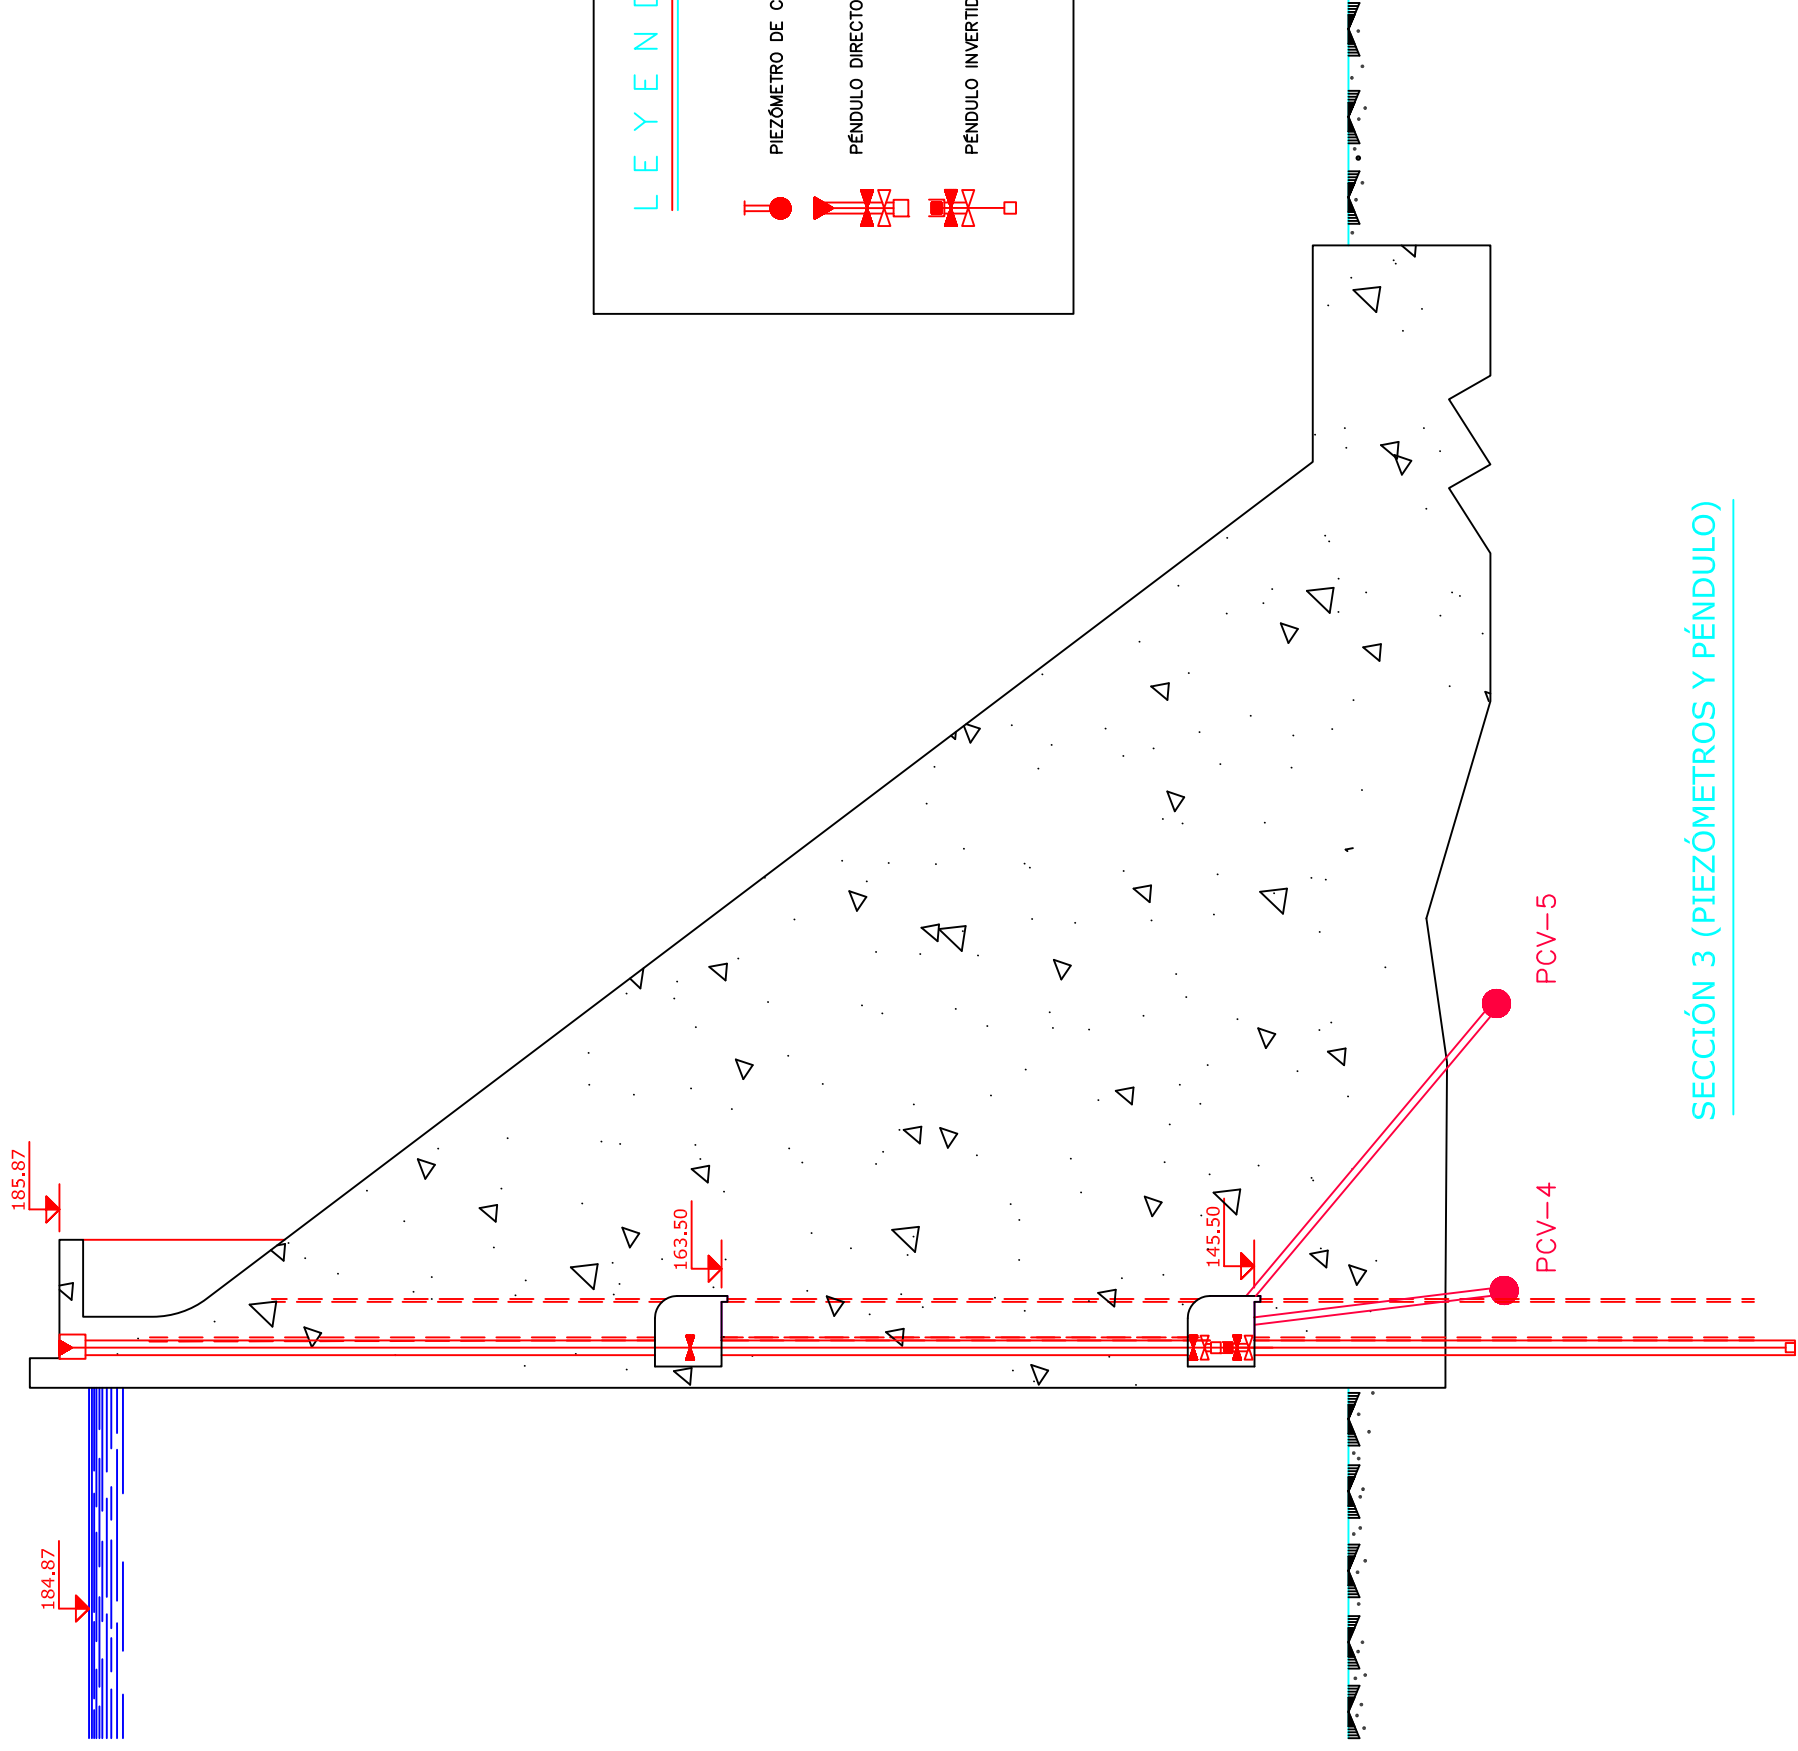 L E Y E N
PIEZÓMETRO DE C
PÉNDULO DIRECTO
PÉNDULO INVERTID
185.87
184.87
163.50
145.50
PCV-5
PCV-4
SECCIÓN 3 (PIEZÓMETROS Y PÉNDULO)